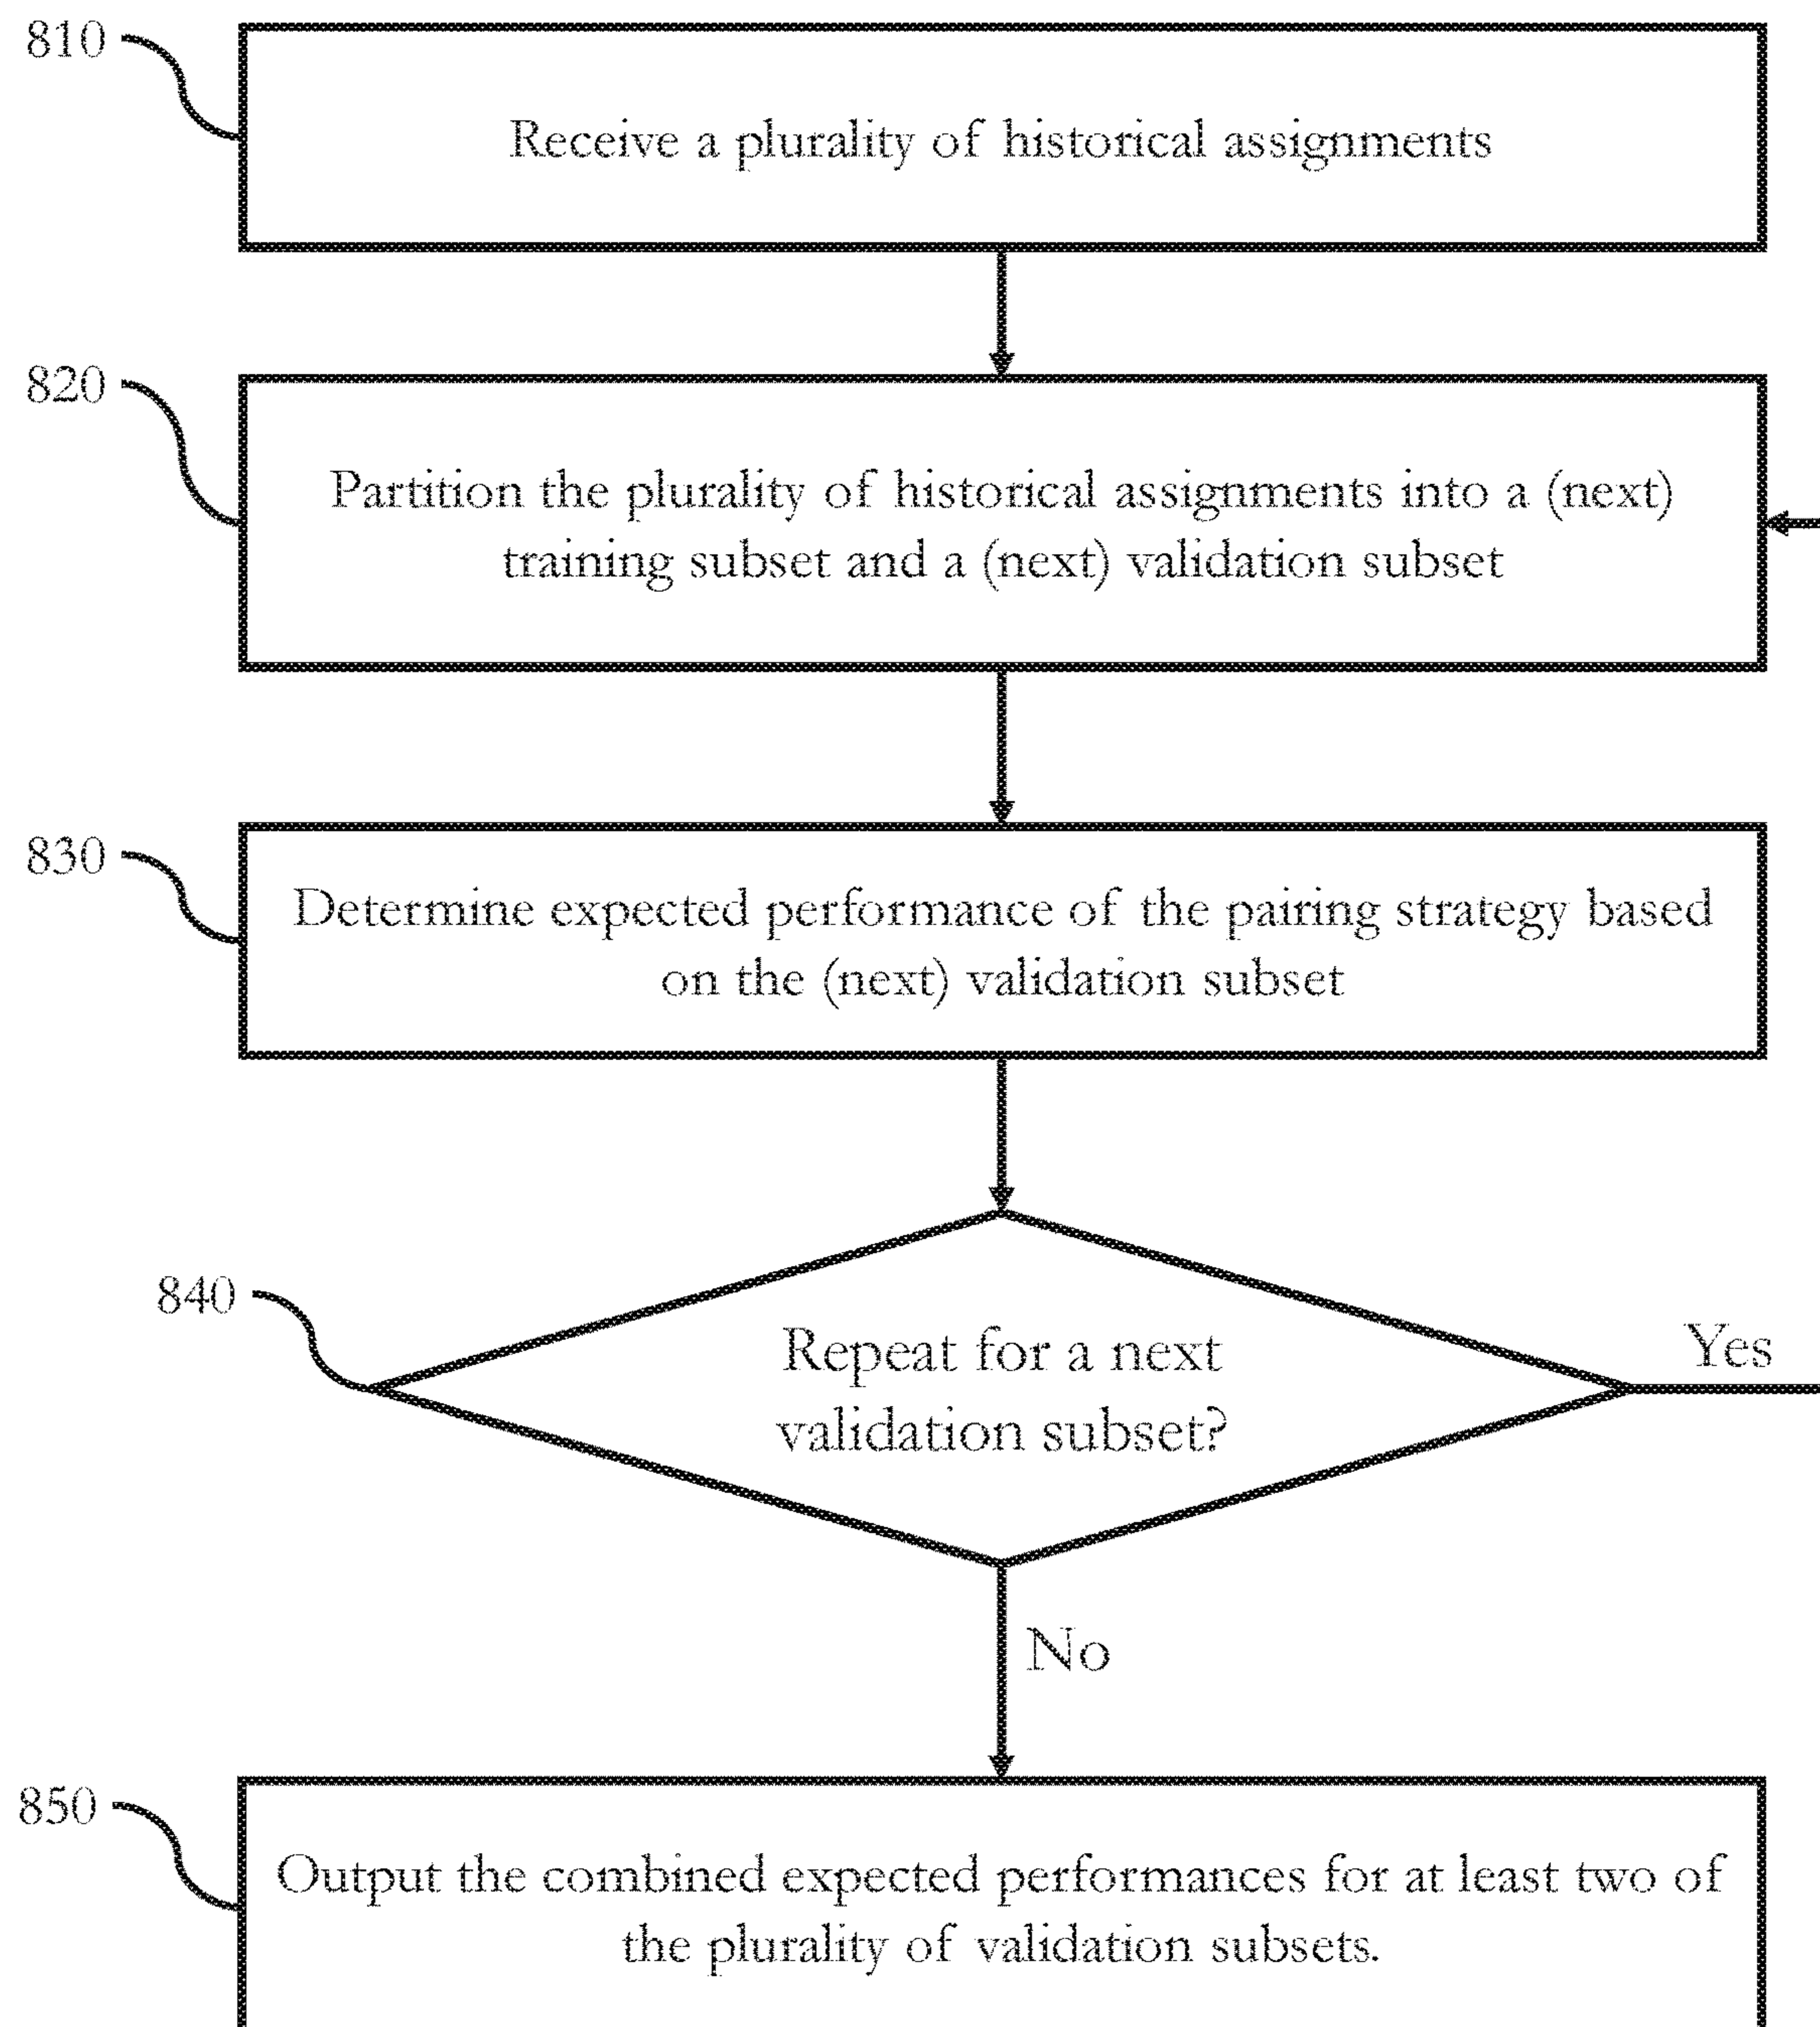 810
Receive a plurality of historical assignments
820
Partition the plurality of historical assignments into a (next)
training subset and a (next) validation subset
830
Determine expected performance of the pairing strategy based
on the (next) validation subset
840
Repeat for a next
validation subset?
Yes
No
850
Output the combined expected performances for at least two of
the plurality of validation subsets.